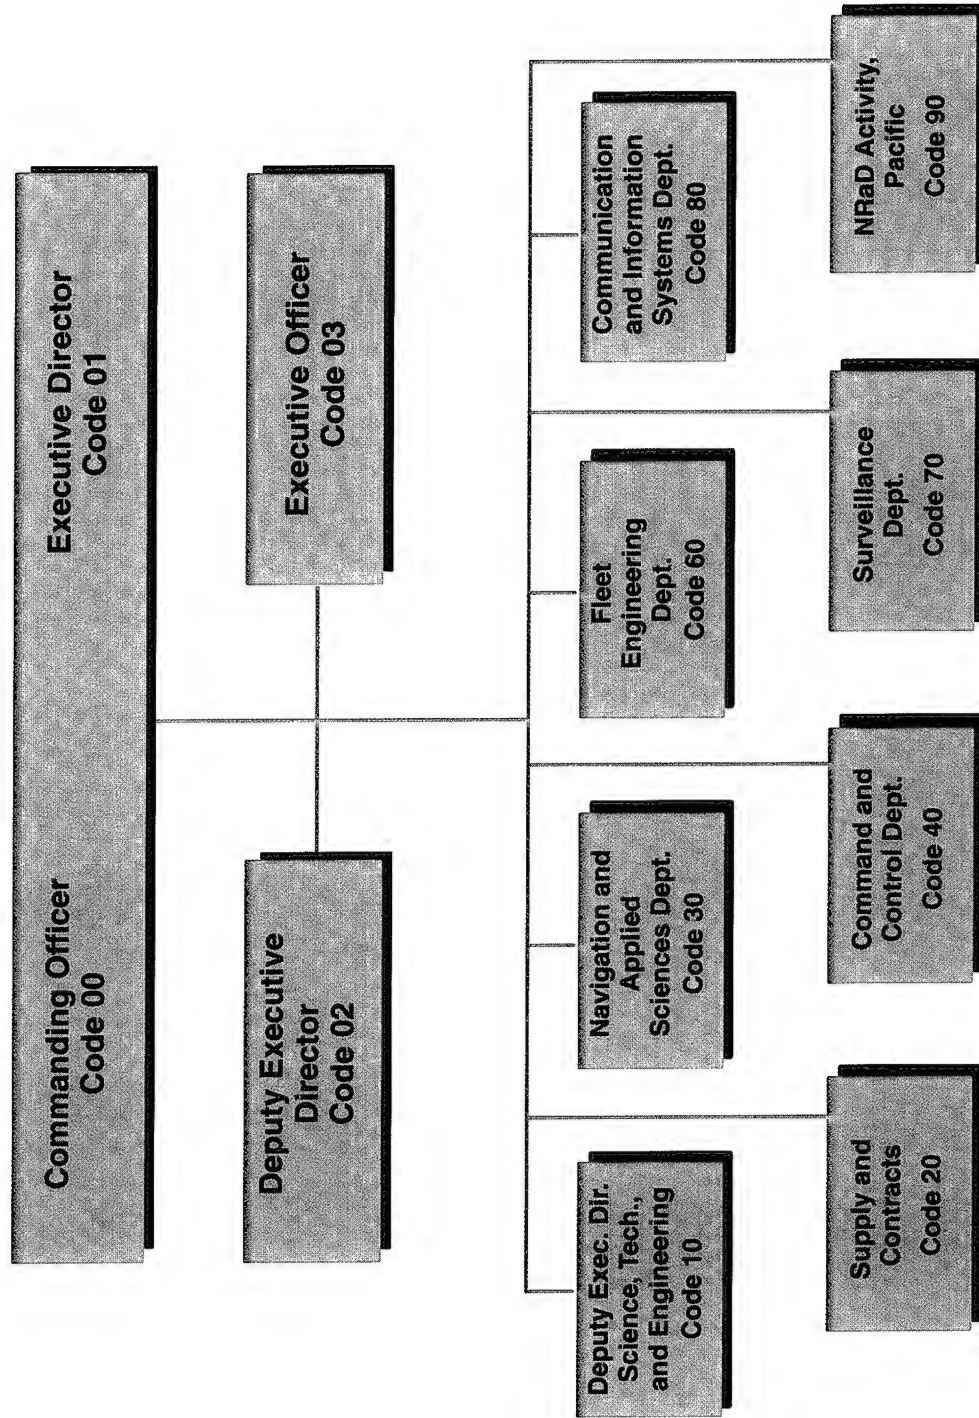 Commanding Officer
Code 00
Executive Director
Code 01
Deputy Executive
Director
Code 02
Executive Officer
Code 03
Deputy Exec. Dir.
Science, Tech.,
and Engineering
Code 10
Navigation and
Applied
Sciences Dept.
Code 30
Fleet
Engineering
Dept.
Code 60
Communication
and Information
Systems Dept.
Code 80
Supply and
Contracts
Code 20
Command and
Control Dept.
Code 40
Surveillance
Dept.
Code 70
NRaD Activity,
Pacific
Code 90